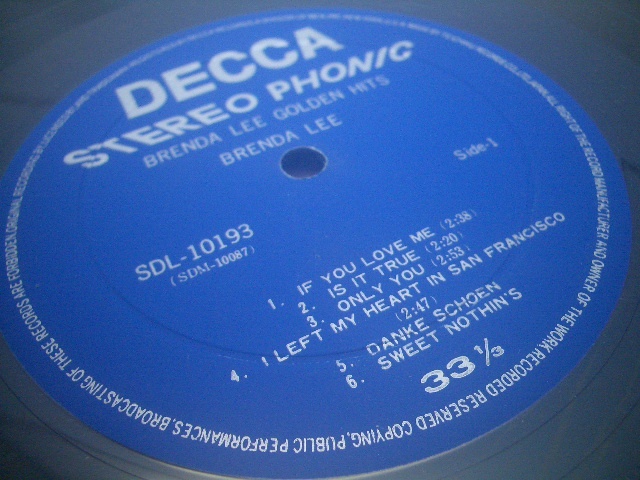 DECCA
STEREO PHONIC
BRENDA LEE GOLDEN HITS
BRENDA LEE
Side-1
SDL-10193
(SDM-10087)
1. IF YOU LOVE ME (2:38)
2. IS IT TRUE (2:20)
3. ONLY YOU (2:53)
4. I LEFT MY HEART IN SAN FRANCISCO
(2:47)
5. DANKE SCHOEN
6. SWEET NOTHIN'S
33⅓
ALL RIGHT OF THE RECORD MANUFACTURER AND OWNER OF THE WORK RECORDED RESERVED COPYING, PUBLIC PERFORMANCES, BROADCASTING OF THESE RECORDS ARE FORBIDDEN.